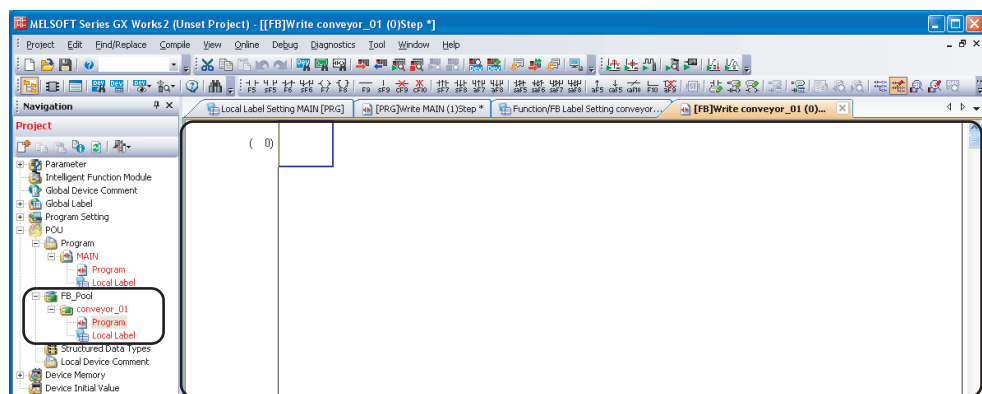 MELSOFT Series GX Works2 (Unset Project) - [[FB]Write conveyor_01 (0)Step *]
Project Edit Find/Replace Compile View Online Debug Diagnostics Tool Window Help
Navigation
Local Label Setting MAIN [PRG] [PRG]Write MAIN (1)Step * Function/FB Label Setting conveyor... [FB]Write conveyor_01 (0)...
Project
( 0)
Parameter
Intelligent Function Module
Global Device Comment
Global Label
Program Setting
POU
Program
MAIN
Program
Local Label
FB_Pool
conveyor_01
Program
Local Label
Structured Data Types
Local Device Comment
Device Memory
Device Initial Value